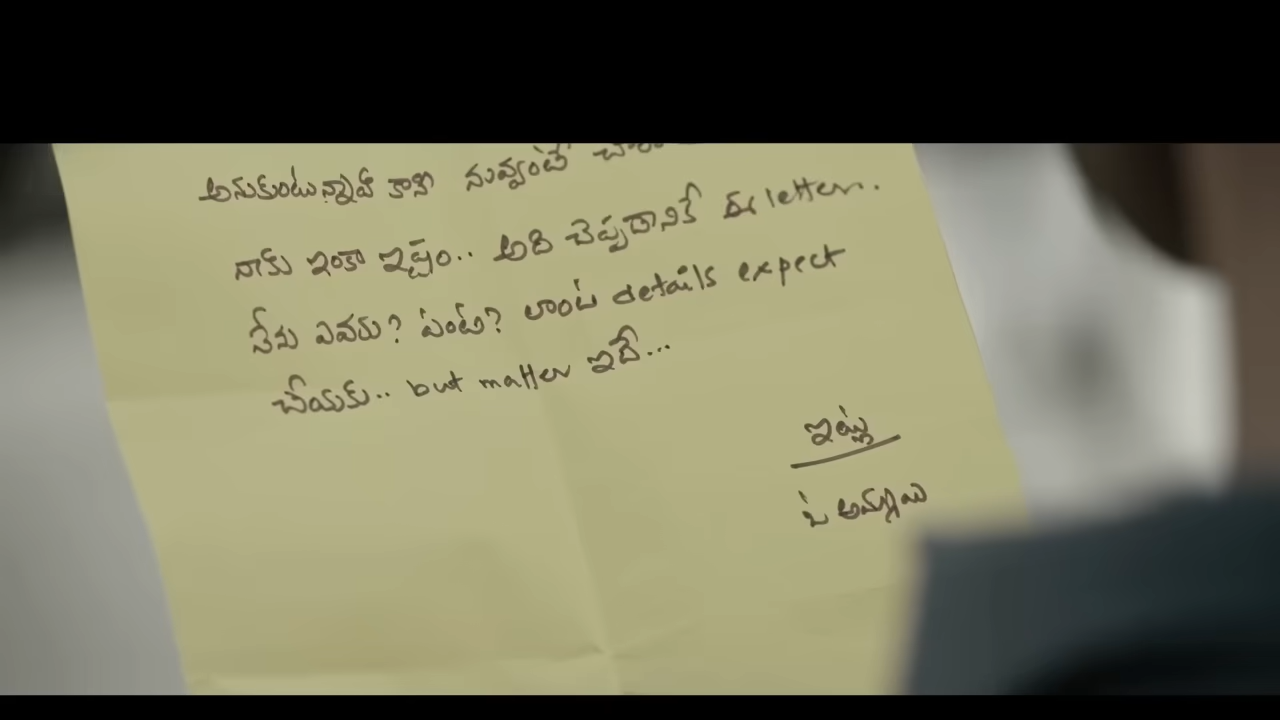 అనుకుంటున్నావ్ కానీ నువ్వంటే
నాకు ఇంకా ఇష్టం.. అది చెప్పడానికే ఈ letter.
నేను ఎవరు? ఏంటి? లాంటి details expect
చేయకు.. but matter ఇదే...
ఇట్లు
ఓ అమ్మాయి